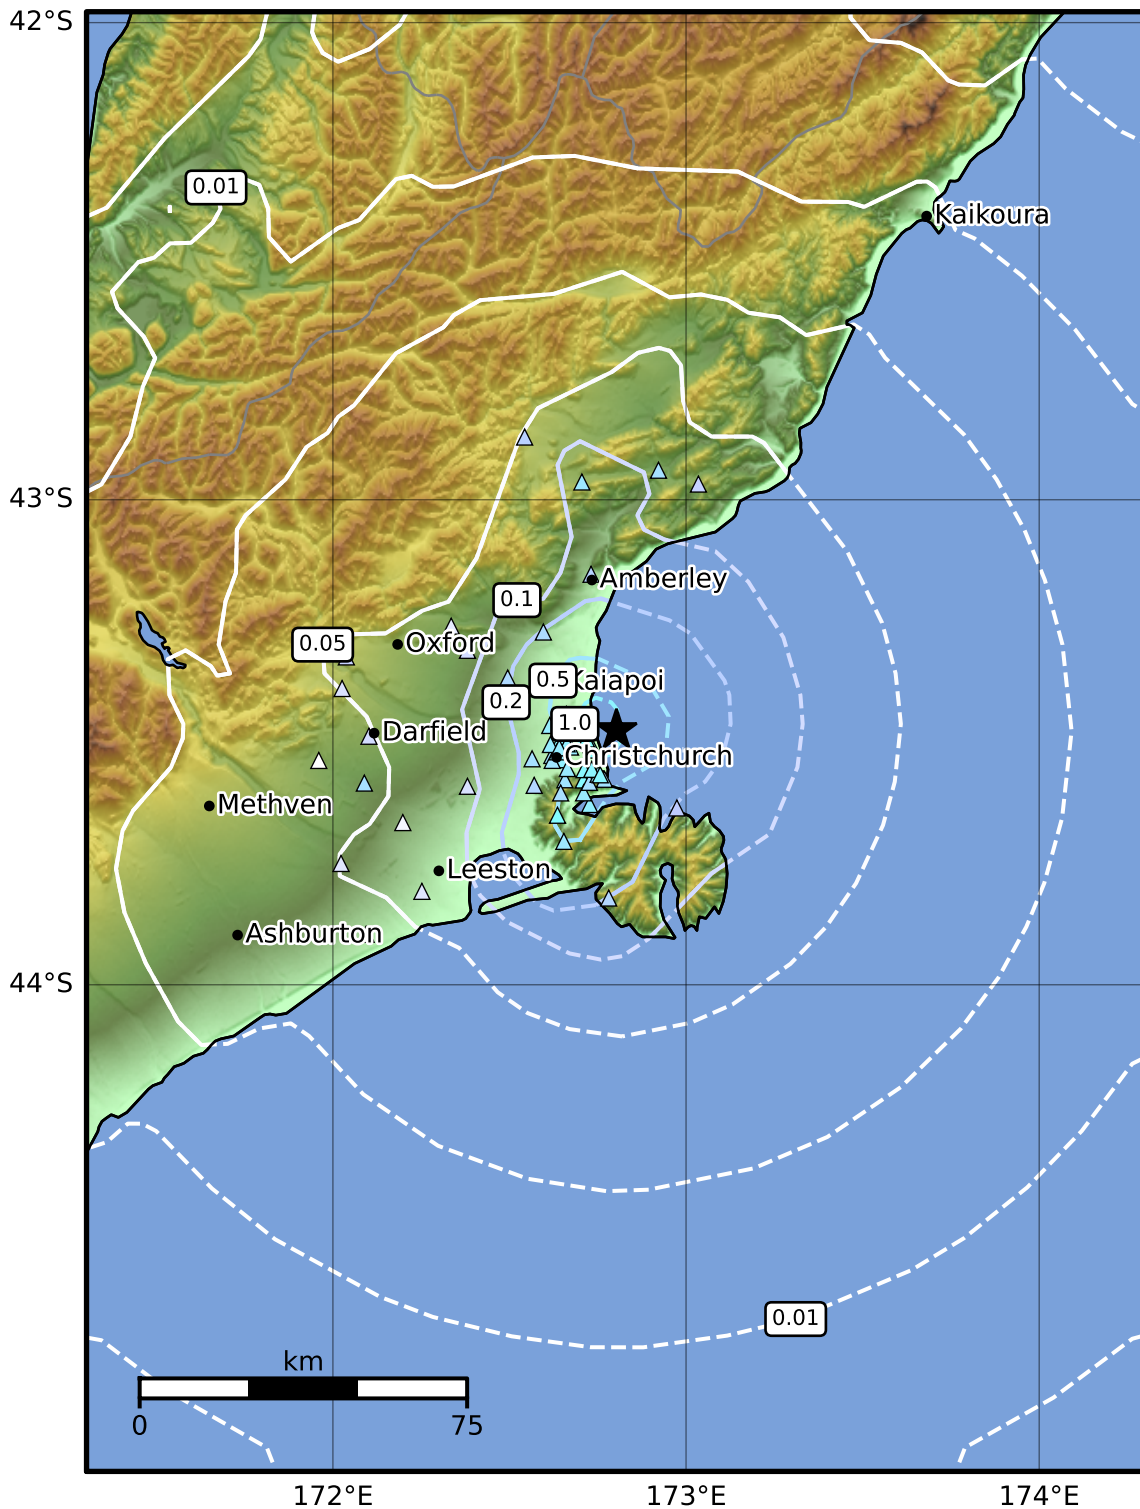 42°S
0.01
Kaikoura
43°S
Amberley
0.1
0.05
Oxford
0.5
Kaiapoi
0.2
1.0
Darfield
Christchurch
Methven
Leeston
Ashburton
44°S
0.01
km
0
75
172°E
173°E
174°E